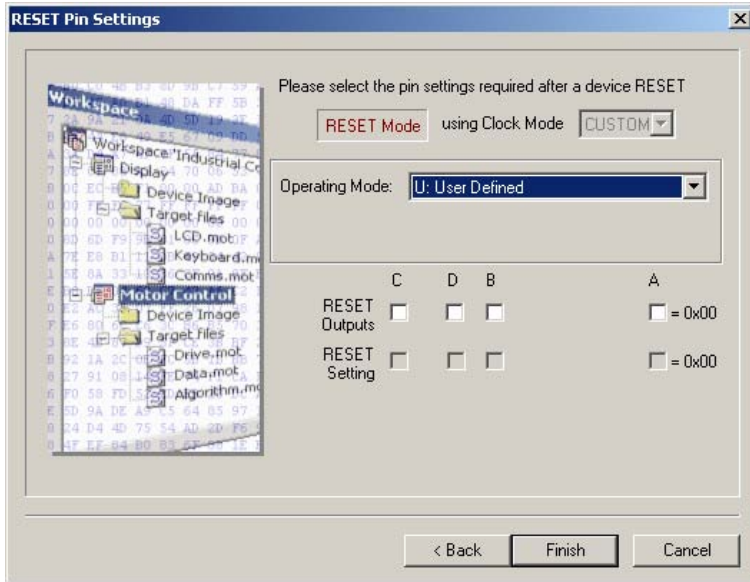 RESET Pin Settings
Please select the pin settings required after a device RESET
RESET Mode using Clock Mode CUSTOM
Operating Mode: U: User Defined
C D B A
RESET Outputs = 0x00
RESET Setting = 0x00
Workspace
Workspace "Industrial Co
Display
Device Image
Target files
LCD.mot
Keyboard.m
Comms.mot
Motor Control
Device Image
Target files
Drive.mot
Data.mot
Algorithm.mo
< Back Finish Cancel